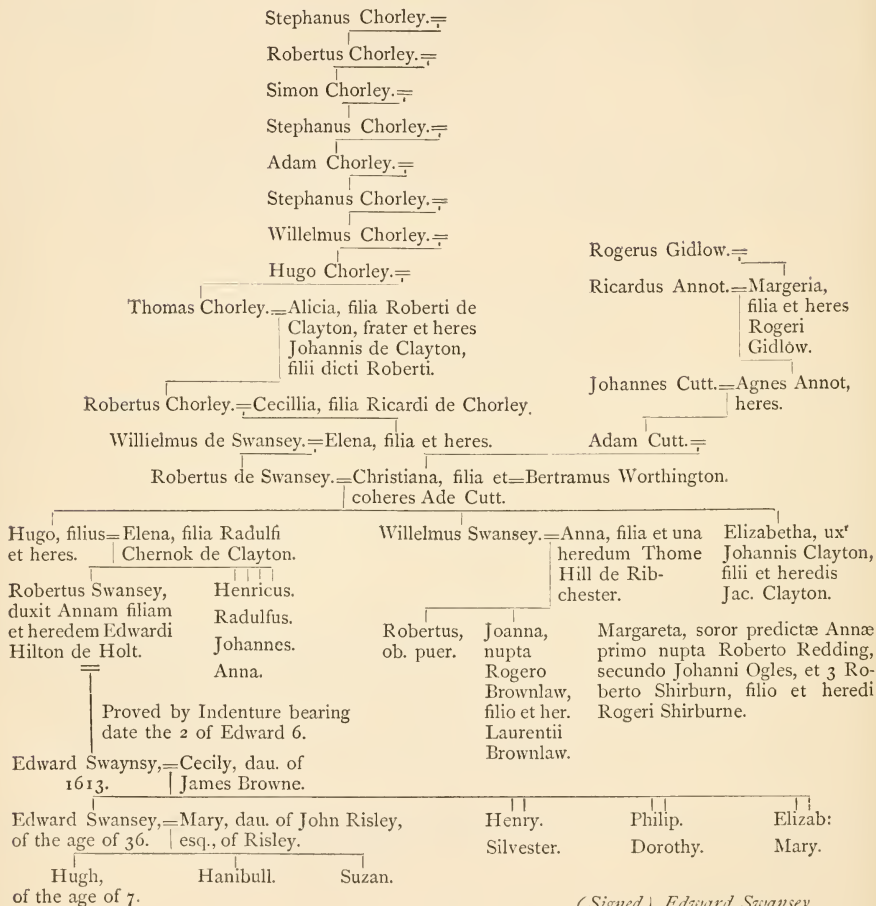 Stephanus Chorley.=
Robertus Chorley.=
Simon Chorley.=
Stephanus Chorley.=
Adam Chorley.=
Stephanus Chorley.=
Willelmus Chorley.=
Hugo Chorley.=
Rogerus Gidlow.=
Thomas Chorley.=Alicia, filia Roberti de
Clayton, frater et heres
Johannis de Clayton,
filii dicti Roberti.
Ricardus Annot.=Margeria,
filia et heres
Rogeri
Gidlow.
Johannes Cutt.=Agnes Annot,
heres.
Robertus Chorley.=Cecillia, filia Ricardi de Chorley.
Willielmus de Swansey.=Elena, filia et heres.
Adam Cutt.=
Robertus de Swansey.=Christiana, filia et=Bertramus Worthington.
coheres Ade Cutt.
Hugo, filius=Elena, filia Radulfi
et heres. Chernok de Clayton.
Willelmus Swansey.=Anna, filia et una
heredum Thome
Hill de Rib-
chester.
Elizabetha, uxʳ
Johannis Clayton,
filii et heredis
Jac. Clayton.
Robertus Swansey,
duxit Annam filiam
et heredem Edwardi
Hilton de Holt.
=
Henricus.
Radulfus.
Johannes.
Anna.
Robertus,
ob. puer.
Joanna,
nupta
Rogero
Brownlaw,
filio et her.
Laurentii
Brownlaw.
Margareta, soror predictæ Annæ
primo nupta Roberto Redding,
secundo Johanni Ogles, et 3 Ro-
berto Shirburn, filio et heredi
Rogeri Shirburne.
Proved by Indenture bearing
date the 2 of Edward 6.
Edward Swaynsy,=Cecily, dau. of
1613. James Browne.
Edward Swansey,=Mary, dau. of John Risley,
of the age of 36. esq., of Risley.
Henry.
Silvester.
Philip.
Dorothy.
Elizab:
Mary.
Hugh,
of the age of 7.
Hanibull.
Suzan.
(Signed) Edward Swansey